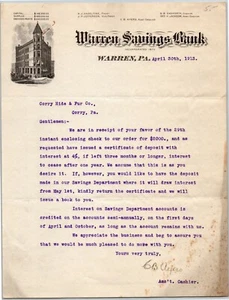 Warren Savings Bank
WARREN, PA. April 30th, 1912.
Corry Hide & Fur Co.,
Corry, Pa.
Gentlemen:-
We are in receipt of your favor of the 29th
instant enclosing check to our order for $5000., and as
requested have issued a certificate of deposit with
interest at 4%, if left three months or longer, interest
to cease after one year. We assume that this is as you
desire it. If, however, you would like to have the deposit
made in our Savings Department where it will draw interest
from May 1st, kindly return the certificate and we will
issue a book to you.
Interest on Savings Department accounts is
credited on the accounts semi-annually, on the first days
of April and October, as long as the account remains with us.
We appreciate the business and beg to assure you
that we would be much pleased to do more with you.
Yours very truly,
Ass't. Cashier.